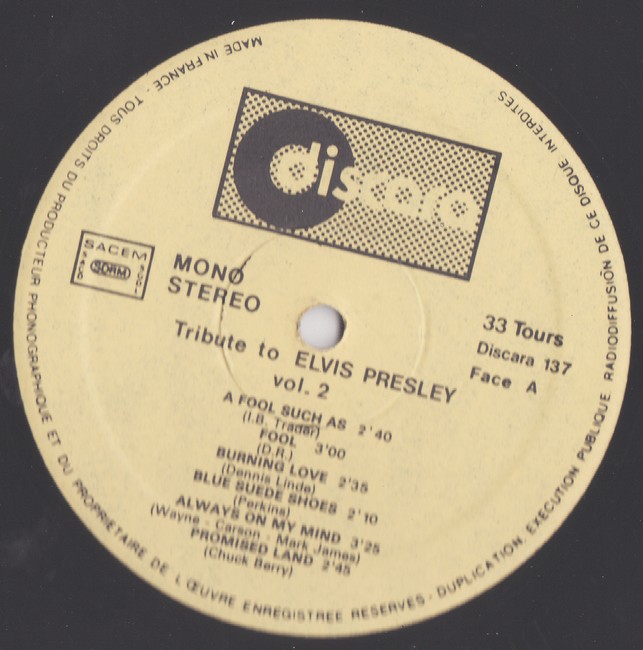 MADE IN FRANCE · TOUS DROITS DU PRODUCTEUR PHONOGRAPHIQUE ET DU PROPRIETAIRE DE L'ŒUVRE ENREGISTREE RESERVES - DUPLICATION, EXECUTION PUBLIQUE RADIODIFFUSION DE CE DISQUE INTERDITES
discara
SACEM
SDRM
MONO
STEREO
33 Tours
Discara 137
Face A
Tribute to ELVIS PRESLEY
vol. 2
A FOOL SUCH AS 2'40
(I.B. Trader)
FOOL 3'00
(D.R.)
BURNING LOVE 2'35
(Dennis Linde)
BLUE SUEDE SHOES 2'10
(Perkins)
ALWAYS ON MY MIND 3'25
(Wayne - Carson - Mark James)
PROMISED LAND 2'45
(Chuck Berry)